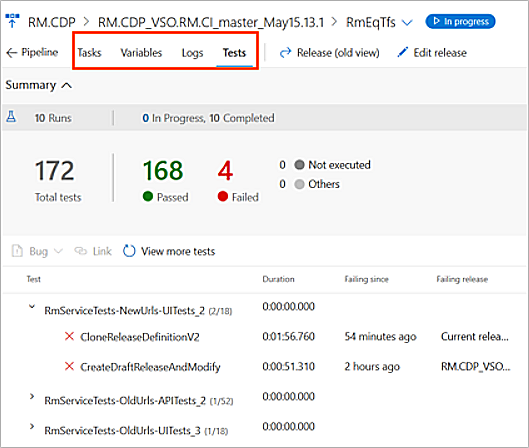 RM.CDP > RM.CDP_VSO.RM.CI_master_May15.13.1 > RmEqTfs In progress
Pipeline Tasks Variables Logs Tests Release (old view) Edit release
Summary
10 Runs 0 In Progress, 10 Completed
172 168 4 0 Not executed
Total tests Passed Failed 0 Others
Bug Link View more tests
Test Duration Failing since Failing release
RmServiceTests-NewUrls-UITests_2 (2/18) 0:00:00.000
CloneReleaseDefinitionV2 0:01:56.760 54 minutes ago Current relea...
CreateDraftReleaseAndModify 0:00:51.310 2 hours ago RM.CDP_VSO...
RmServiceTests-OldUrls-APITests_2 (1/52) 0:00:00.000
RmServiceTests-OldUrls-UITests_3 (1/18) 0:00:00.000